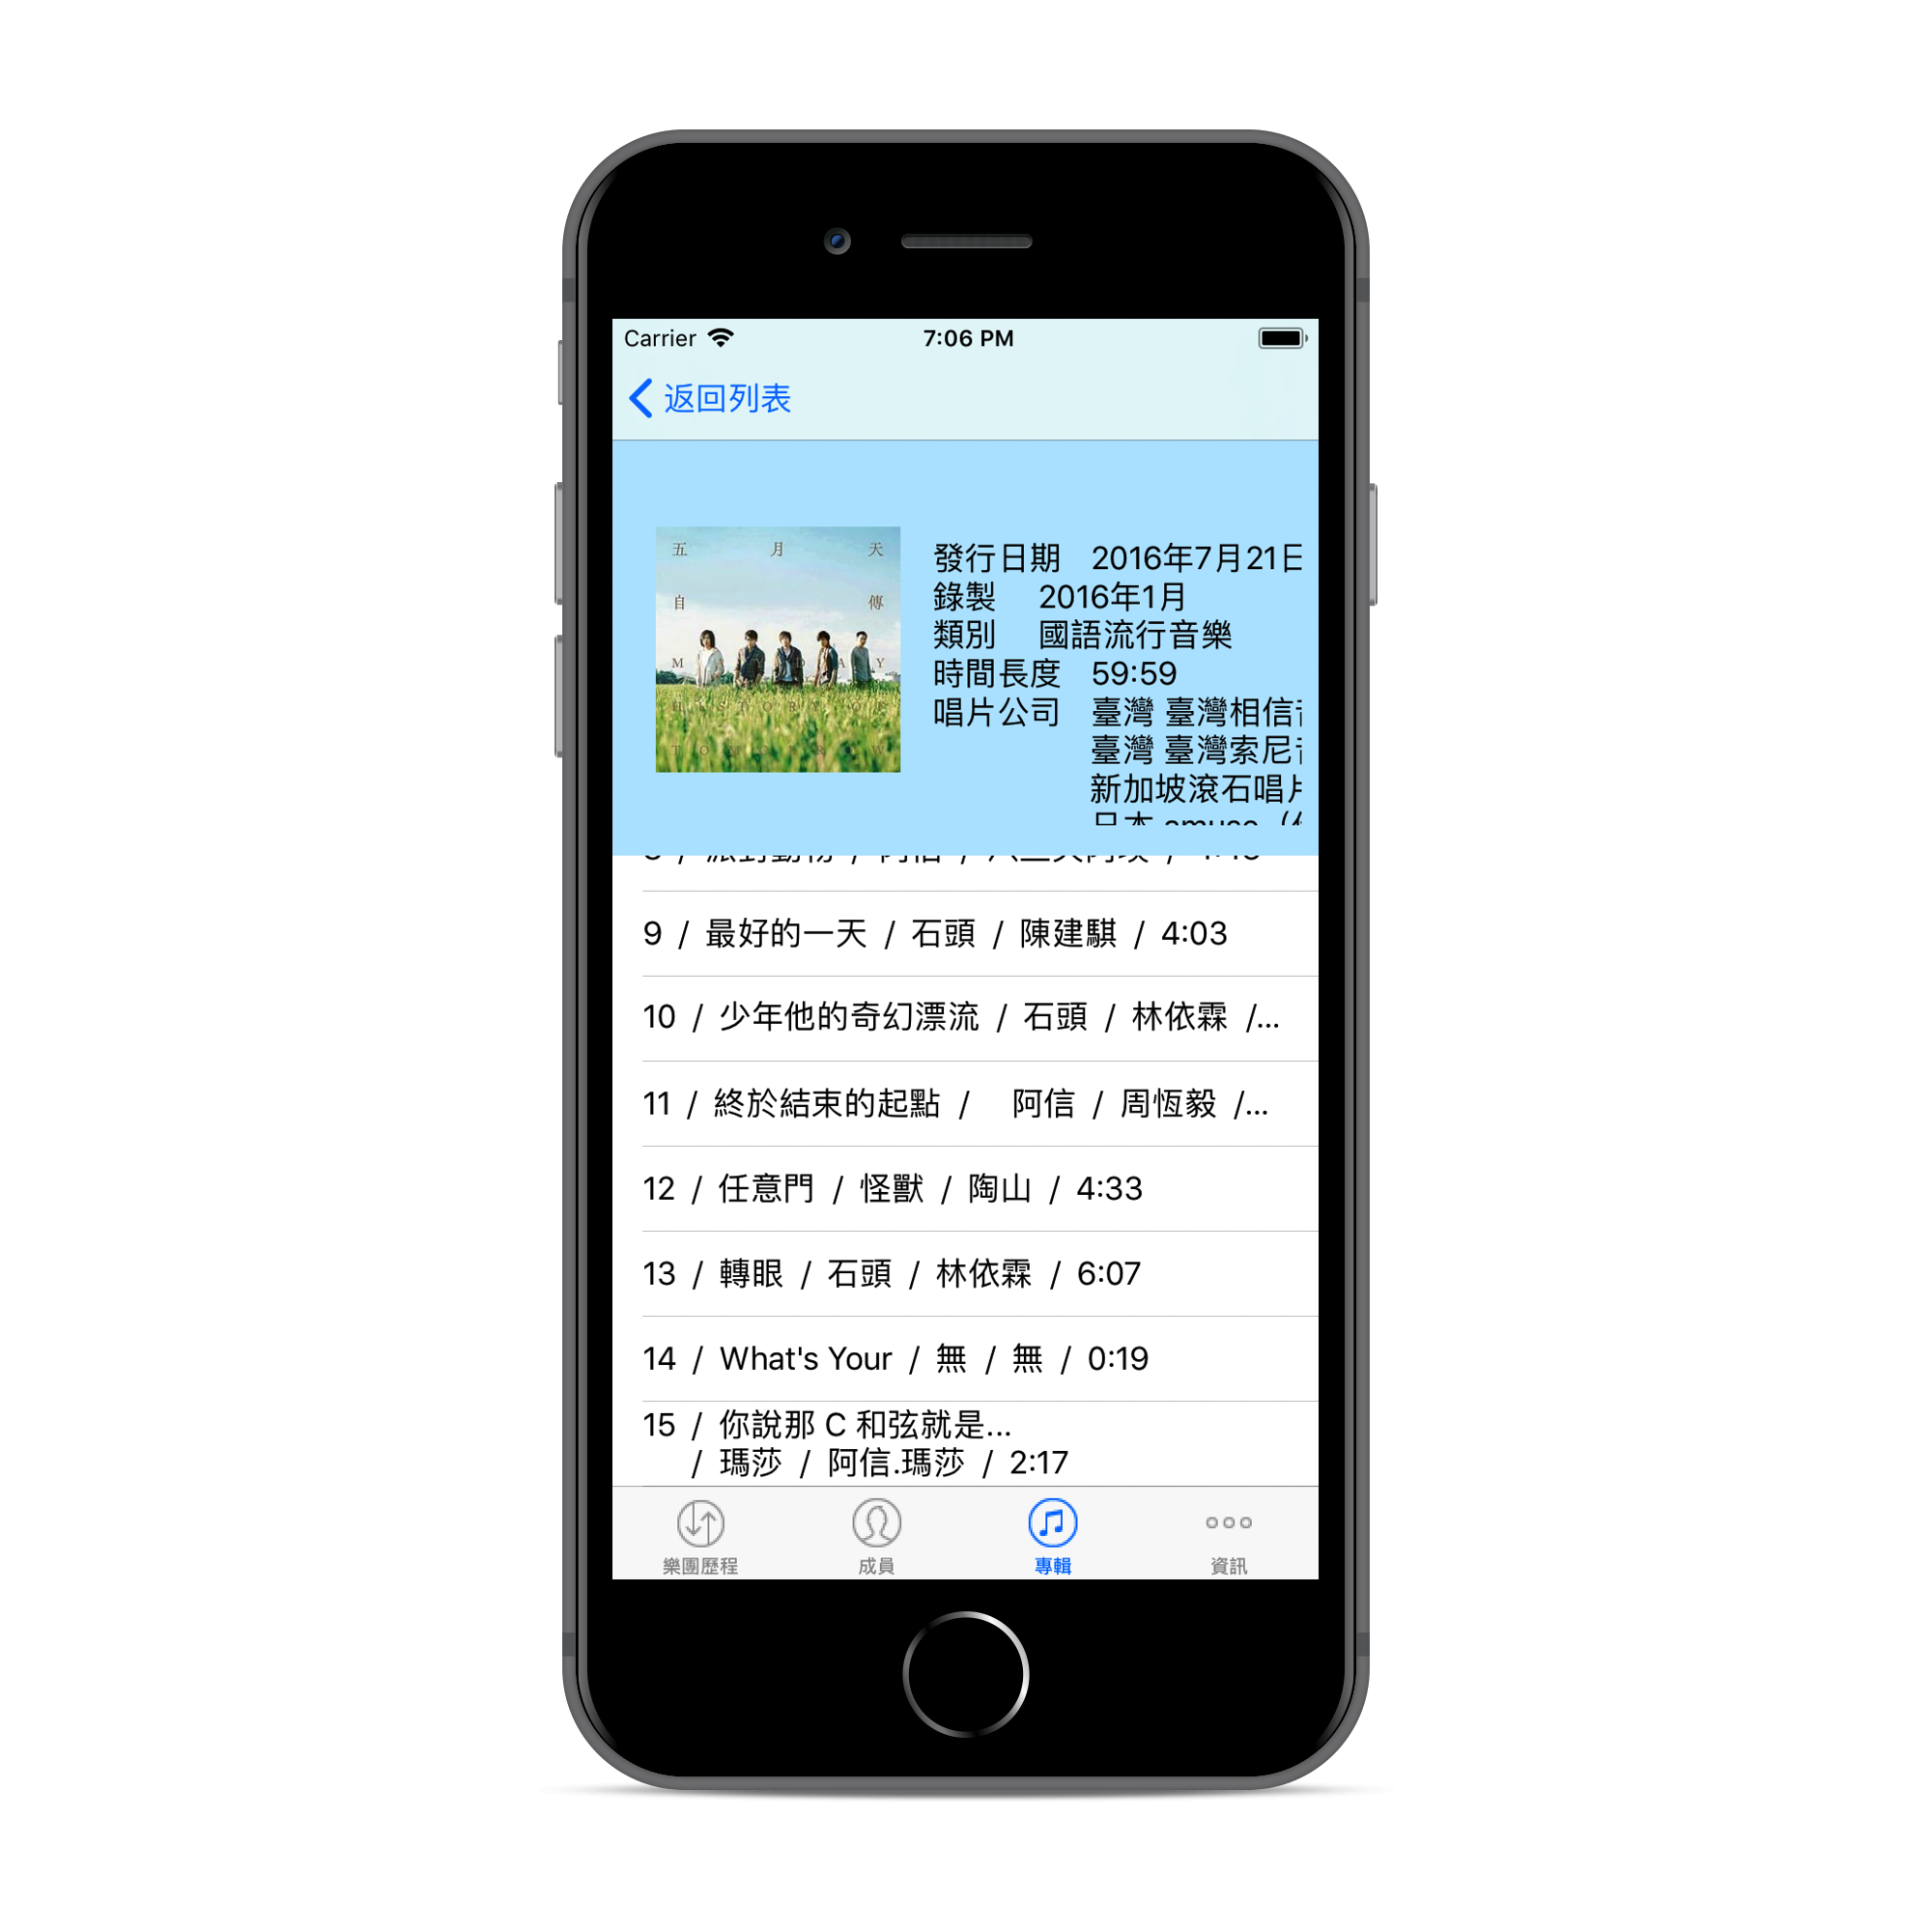 Carrier 7:06 PM
返回列表
五 月 天
自 傳
M A Y D A Y
H I S T O R Y O F
T O M O R R O W
發行日期 2016年7月21日
錄製 2016年1月
類別 國語流行音樂
時間長度 59:59
唱片公司 臺灣 臺灣相信
臺灣 臺灣索尼
新加坡滾石唱
日本 amuse
9 / 最好的一天 / 石頭 / 陳建騏 / 4:03
10 / 少年他的奇幻漂流 / 石頭 / 林依霖 /...
11 / 終於結束的起點 / 阿信 / 周恆毅 /...
12 / 任意門 / 怪獸 / 陶山 / 4:33
13 / 轉眼 / 石頭 / 林依霖 / 6:07
14 / What's Your / 無 / 無 / 0:19
15 / 你說那 C 和弦就是...
/ 瑪莎 / 阿信.瑪莎 / 2:17
樂團歷程 成員 專輯 資訊